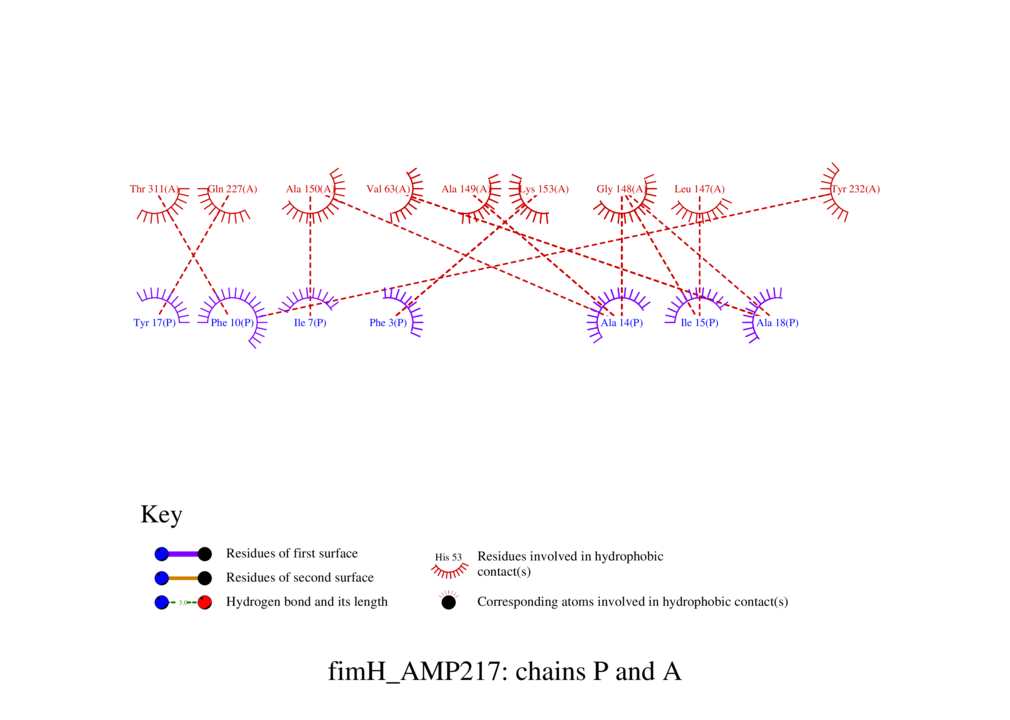 Thr 311(A) Gln 227(A) Ala 150(A) Val 63(A) Ala 149(A) Lys 153(A) Gly 148(A) Leu 147(A) Tyr 232(A)
Tyr 17(P) Phe 10(P) Ile 7(P) Phe 3(P) Ala 14(P) Ile 15(P) Ala 18(P)
Key
Residues of first surface
Residues of second surface
3.0 Hydrogen bond and its length
His 53 Residues involved in hydrophobic
contact(s)
Corresponding atoms involved in hydrophobic contact(s)
fimH_AMP217: chains P and A